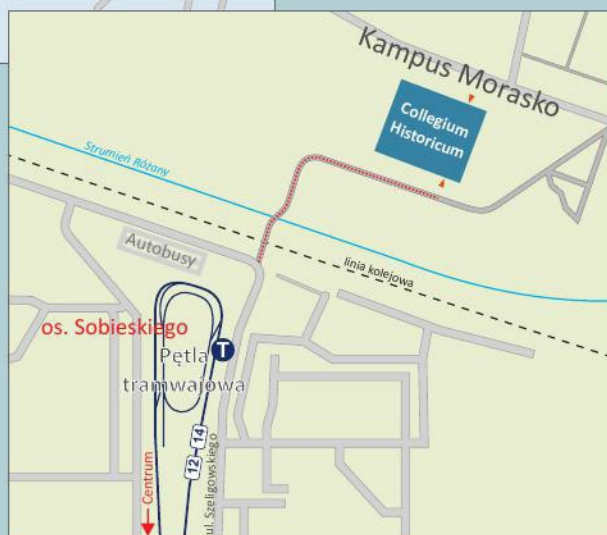 Kampus Morasko
Collegium
Historicum
Strumień Różany
linia kolejowa
Autobusy
os. Sobieskiego
Pętla
tramwajowa
T
14
12
Centrum
ul. Szeligowskiego